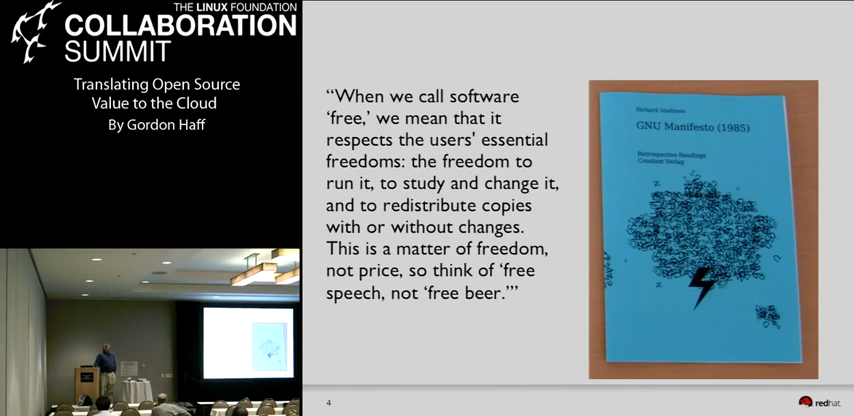 THE LINUX FOUNDATION
COLLABORATION
SUMMIT
Translating Open Source
Value to the Cloud
By Gordon Haff
“When we call software
‘free,’ we mean that it
respects the users' essential
freedoms: the freedom to
run it, to study and change it,
and to redistribute copies
with or without changes.
This is a matter of freedom,
not price, so think of ‘free
speech, not ‘free beer.’”
Richard Stallman
GNU Manifesto (1985)
Retrospective Readings
Constant Verlag
4
redhat